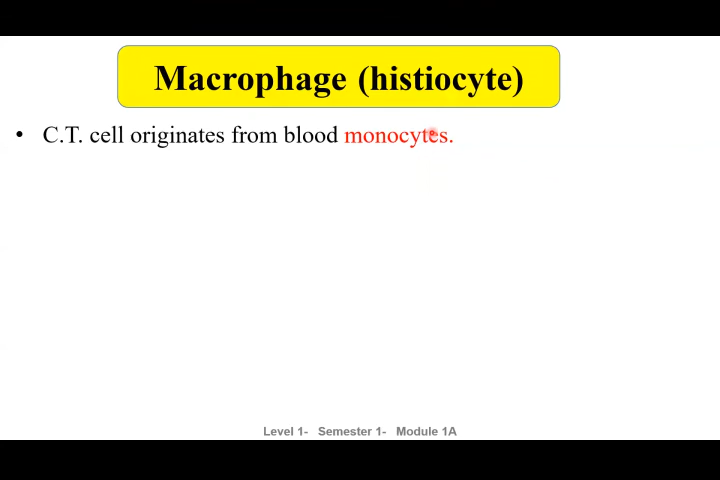 Macrophage (histiocyte)
• C.T. cell originates from blood monocytes.
Level 1- Semester 1- Module 1A